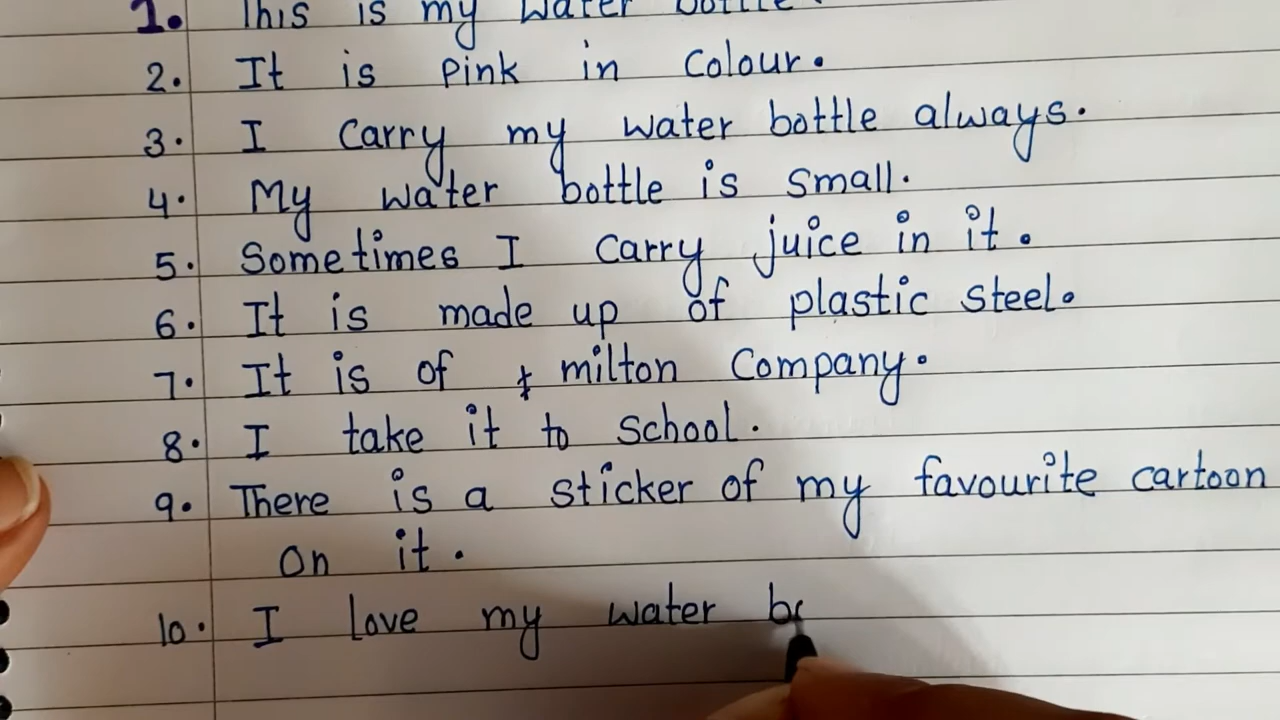 1. This is my water bottle.
2. It is pink in colour.
3. I carry my water bottle always.
4. My water bottle is small.
5. Sometimes I carry juice in it.
6. It is made up of plastic steel.
7. It is of milton company.
8. I take it to school.
9. There is a sticker of my favourite cartoon
on it.
10. I love my water bo